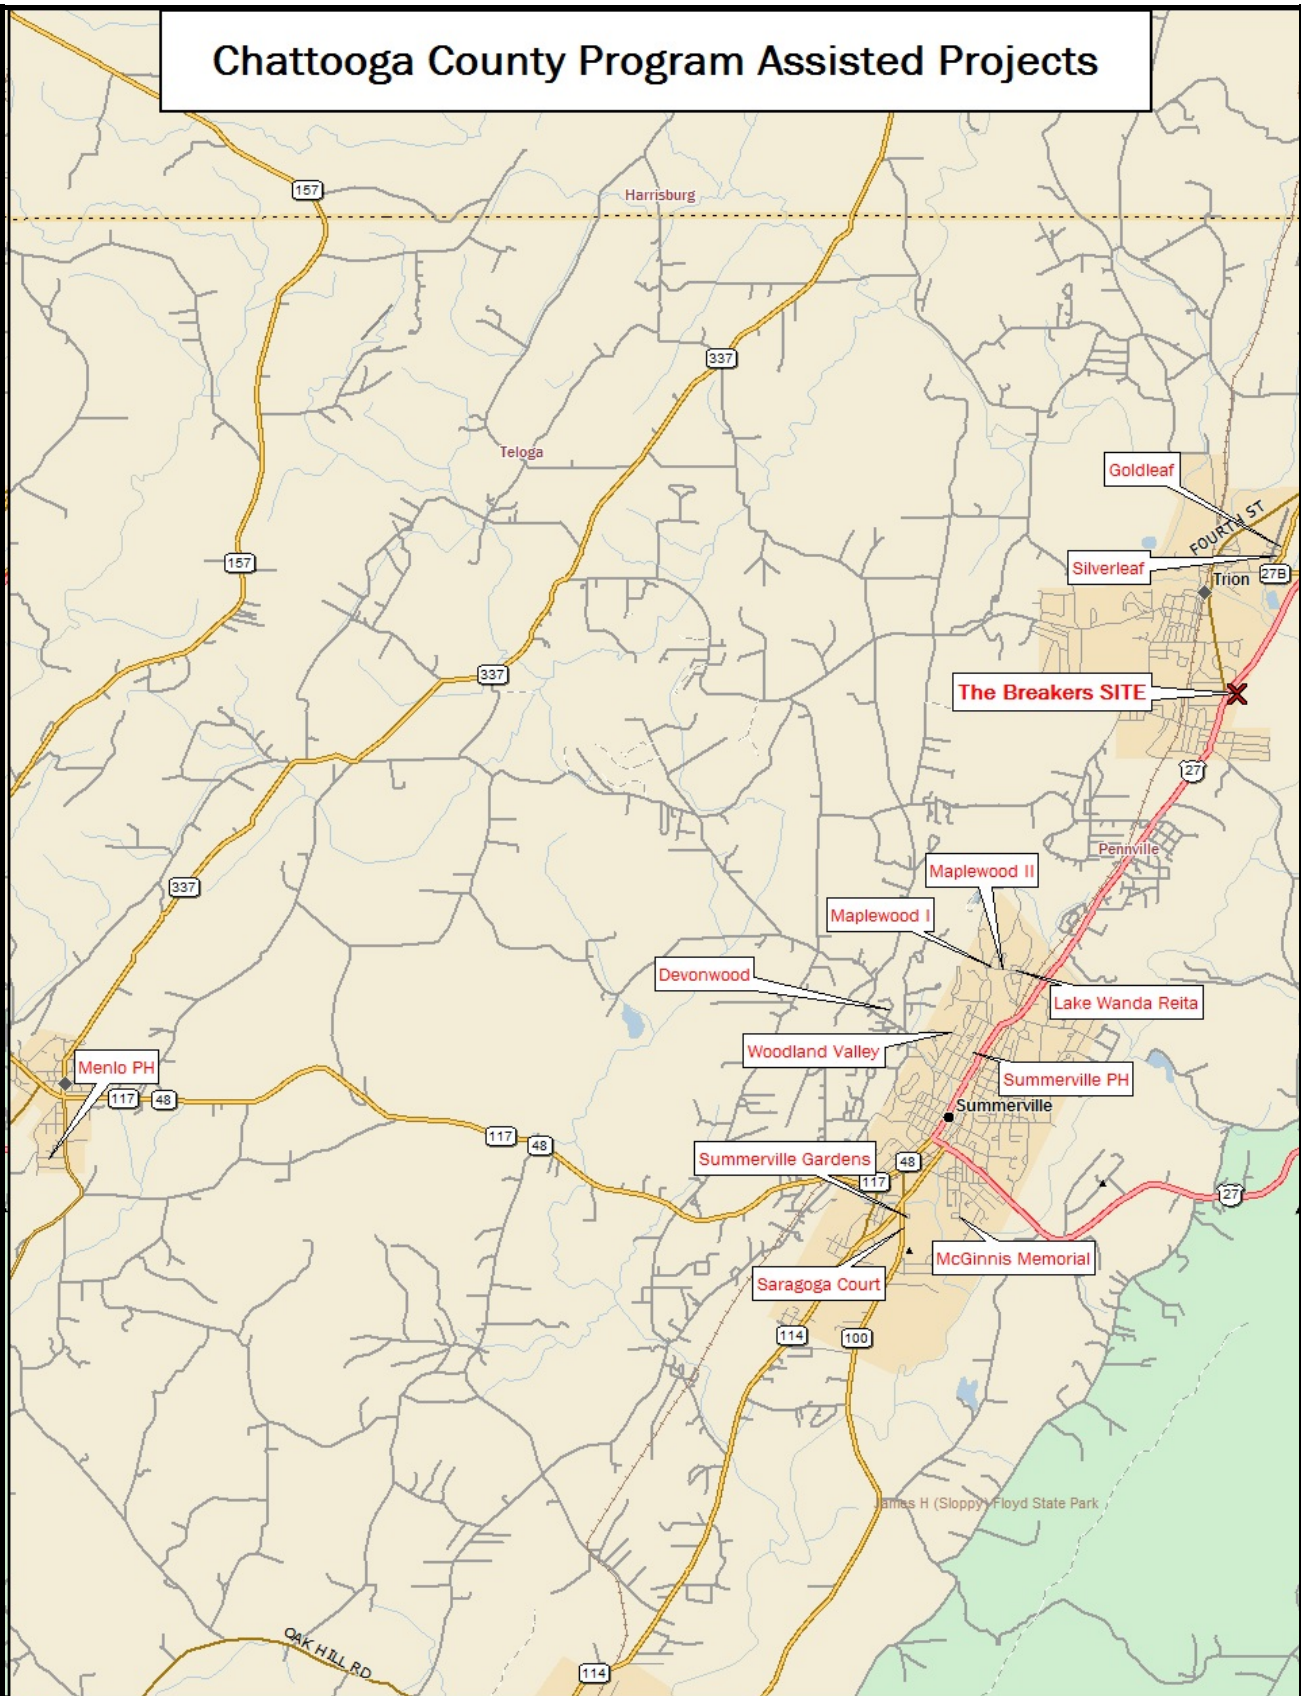 Chattooga County Program Assisted Projects
157
Harrisburg
337
Teloga
Goldleaf
FOURTH ST
Silverleaf
27B
157
Trion
337
The Breakers SITE
27
Pennville
Maplewood II
337
Maplewood I
Devonwood
Lake Wanda Reita
Woodland Valley
Menlo PH
Summerville PH
117
48
Summerville
117
48
Summerville Gardens
48
117
27
McGinnis Memorial
Saragoga Court
114
100
James H (Sloppy) Floyd State Park
OAK HILL RD
114